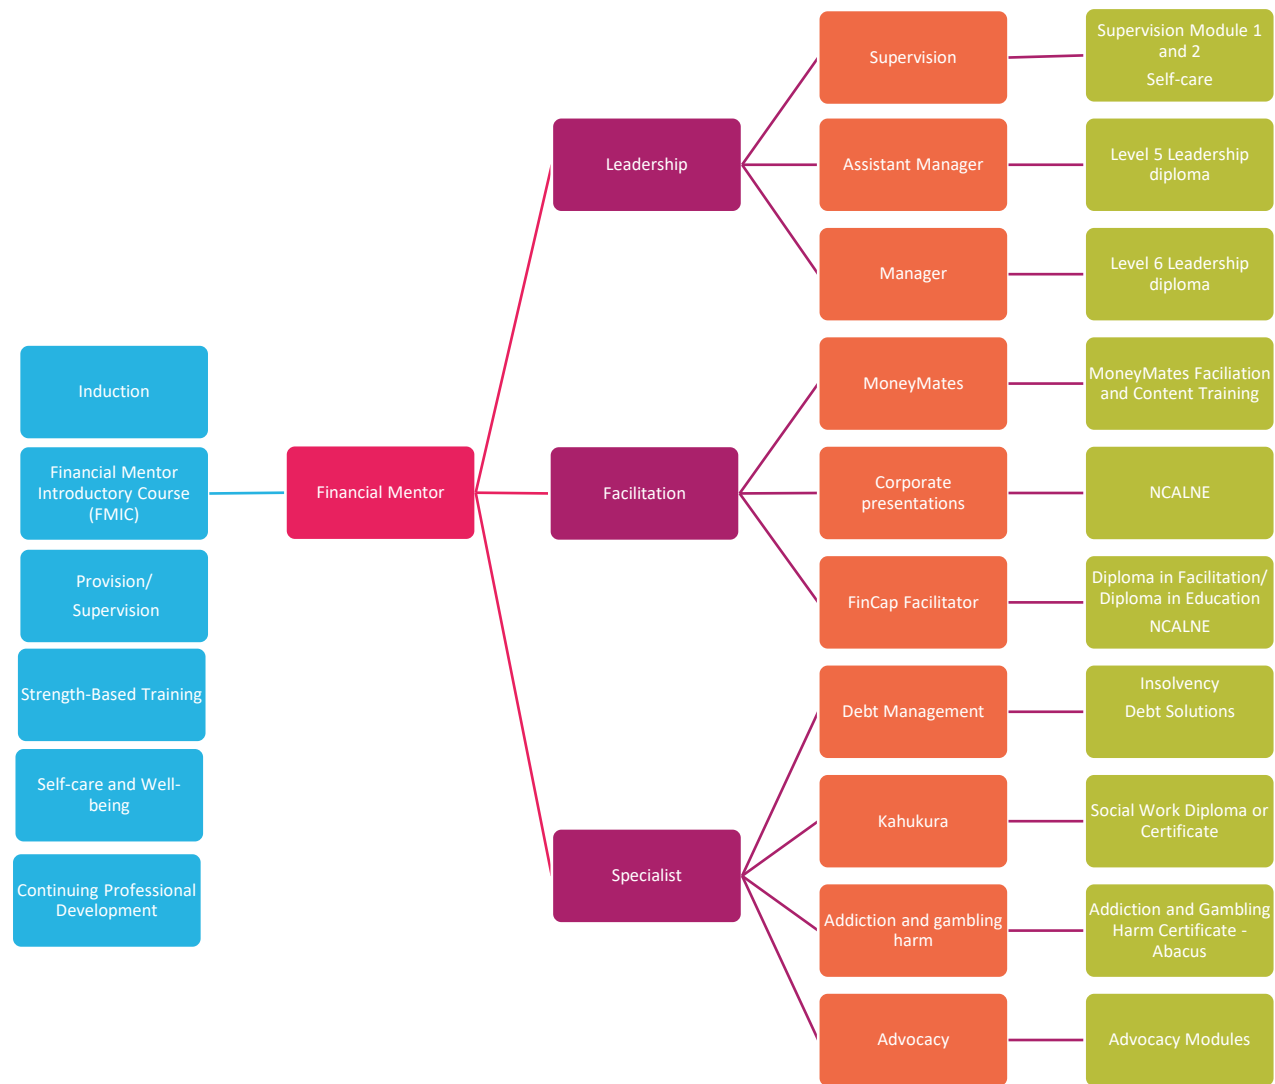 Induction
Financial Mentor
Introductory Course
(FMIC)
Provision/
Supervision
Strength-Based Training
Self-care and Well-
being
Continuing Professional
Development
Financial Mentor
Leadership
Facilitation
Specialist
Supervision
Assistant Manager
Manager
MoneyMates
Corporate
presentations
FinCap Facilitator
Debt Management
Kahukura
Addiction and gambling
harm
Advocacy
Supervision Module 1
and 2
Self-care
Level 5 Leadership
diploma
Level 6 Leadership
diploma
MoneyMates Faciliation
and Content Training
NCALNE
Diploma in Facilitation/
Diploma in Education
NCALNE
Insolvency
Debt Solutions
Social Work Diploma or
Certificate
Addiction and Gambling
Harm Certificate -
Abacus
Advocacy Modules